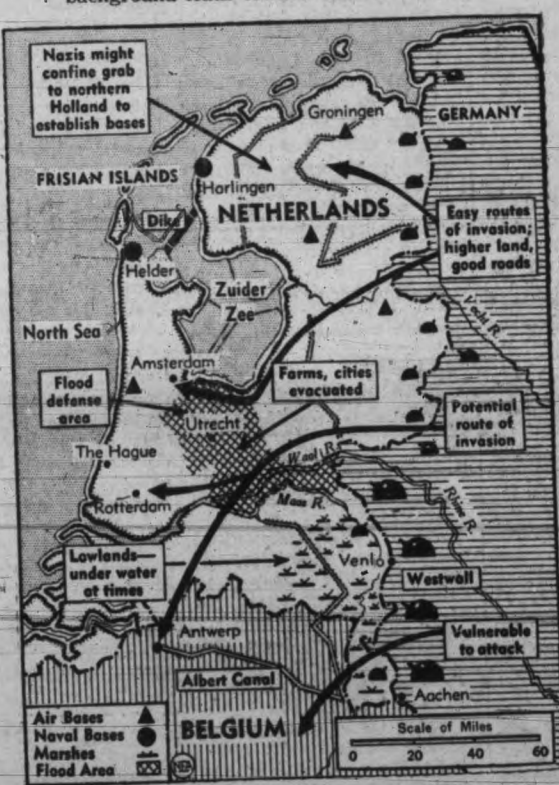 background
Nazis might
confine grab
to northern
Holland to
establish bases
Groningen
GERMANY
FRISIAN ISLANDS
Harlingen
NETHERLANDS
Dike
Helder
Easy routes
of invasion;
higher land,
good roads
Zuider
Zee
Vecht R.
North Sea
Amsterdam
Flood
defense
area
Farms, cities
evacuated
Utrecht
Potential
route of
invasion
The Hague
Waal R.
Rotterdam
Maas R.
Rhine R.
Lowlands—
under water
at times
Venlo
Westwall
Antwerp
Vulnerable
to attack
Albert Canal
Aachen
BELGIUM
Air Bases
Naval Bases
Marshes
Flood Area
NEA
Scale of Miles
0 20 40 60